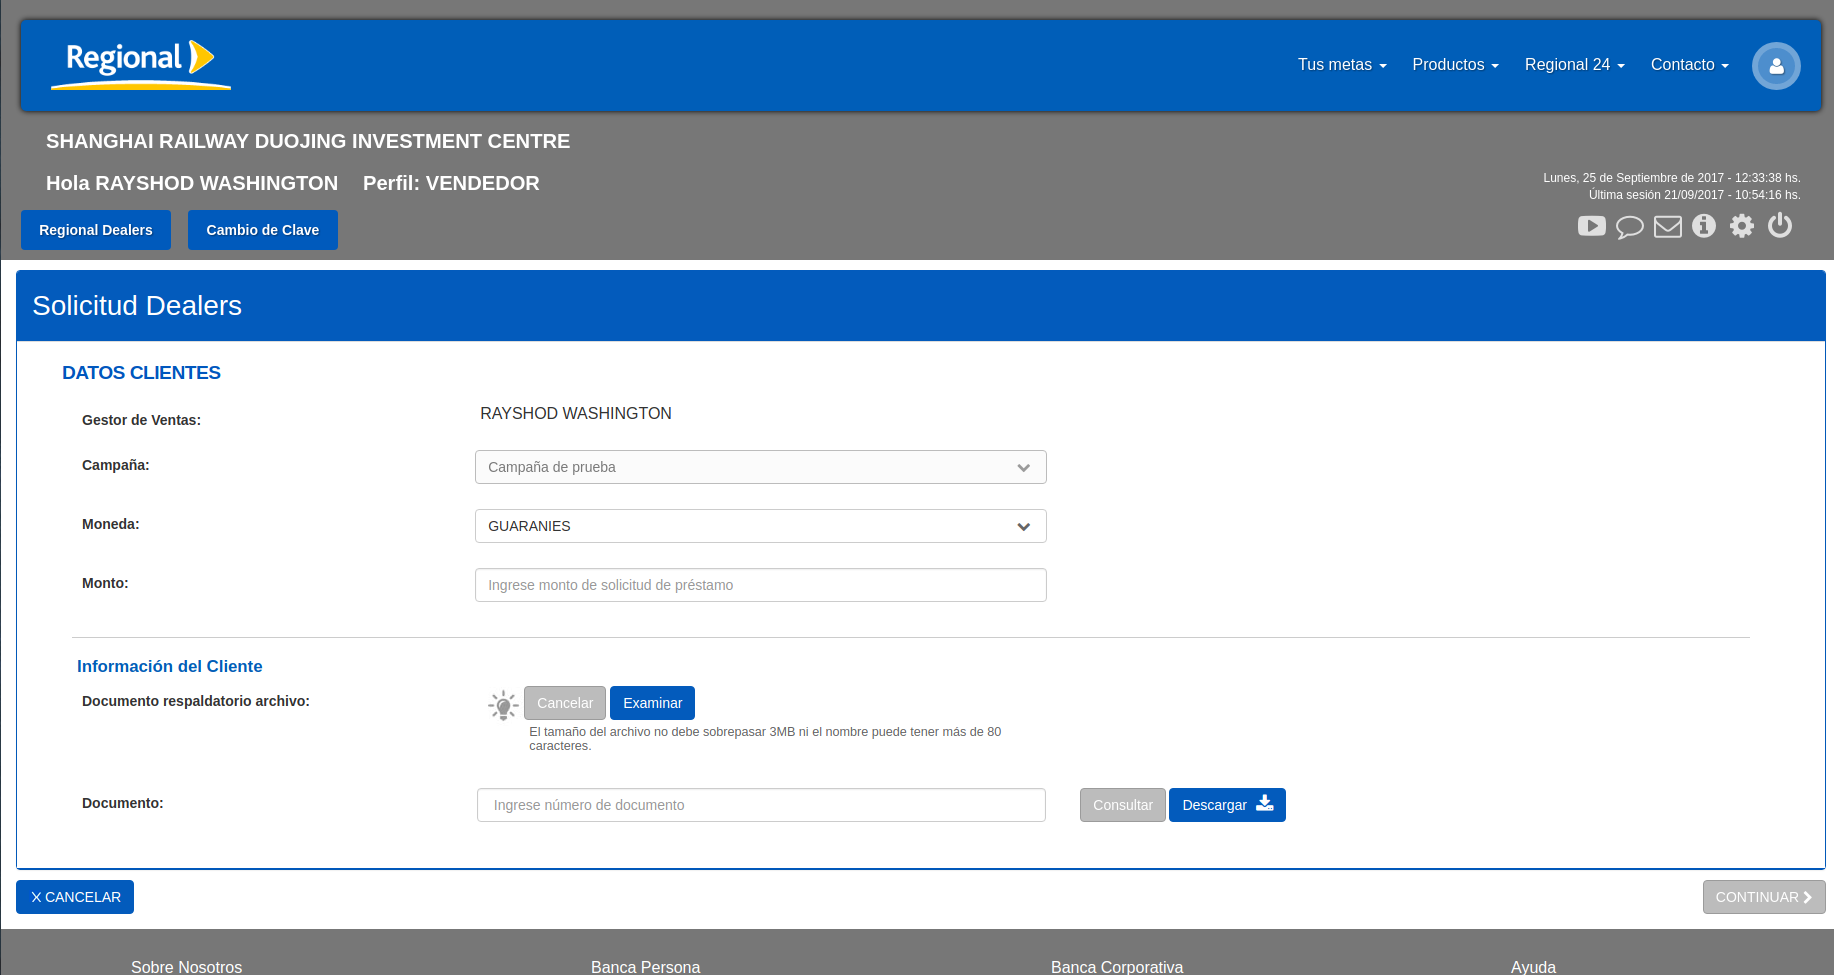 Regional
Tus metas
Productos
Regional 24
Contacto
SHANGHAI RAILWAY DUOJING INVESTMENT CENTRE
Hola RAYSHOD WASHINGTON Perfil: VENDEDOR
Lunes, 25 de Septiembre de 2017 - 12:33:38 hs.
Última sesión 21/09/2017 - 10:54:16 hs.
Regional Dealers
Cambio de Clave
Solicitud Dealers
DATOS CLIENTES
Gestor de Ventas:
RAYSHOD WASHINGTON
Campaña:
Campaña de prueba
Moneda:
GUARANIES
Monto:
Ingrese monto de solicitud de préstamo
Información del Cliente
Documento respaldatorio archivo:
Cancelar
Examinar
El tamaño del archivo no debe sobrepasar 3MB ni el nombre puede tener más de 80
caracteres.
Documento:
Ingrese número de documento
Consultar
Descargar
X CANCELAR
CONTINUAR
Sobre Nosotros
Banca Persona
Banca Corporativa
Ayuda